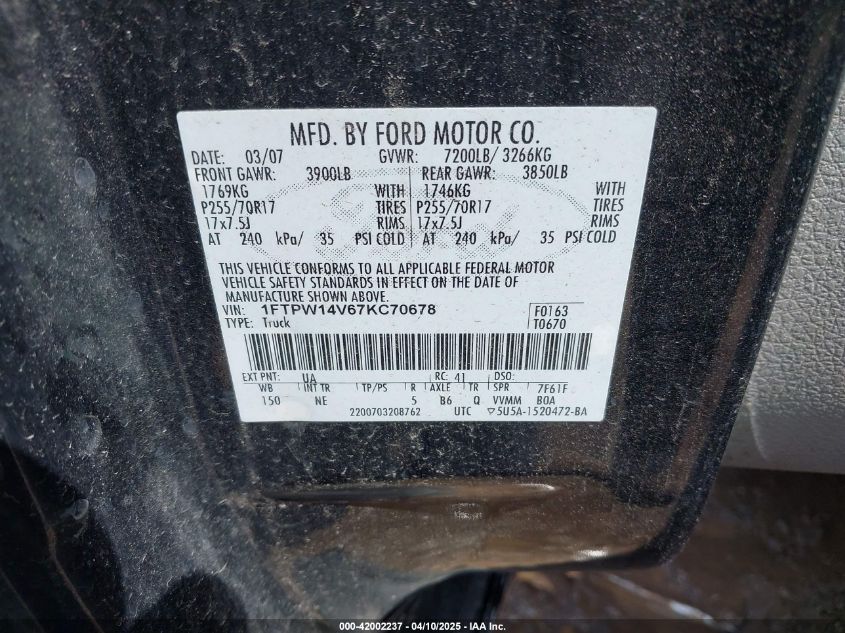 MFD. BY FORD MOTOR CO.
DATE: 03/07 GVWR: 7200LB/ 3266KG
FRONT GAWR: 3900LB REAR GAWR: 3850LB
1769KG WITH 1746KG WITH
P255/70R17 TIRES P255/70R17 TIRES
17x7.5J RIMS 17x7.5J RIMS
AT 240 kPa/ 35 PSI COLD AT 240 kPa/ 35 PSI COLD
THIS VEHICLE CONFORMS TO ALL APPLICABLE FEDERAL MOTOR
VEHICLE SAFETY STANDARDS IN EFFECT ON THE DATE OF
MANUFACTURE SHOWN ABOVE.
VIN: 1FTPW14V67KC70678 F0163
TYPE: Truck T0670
EXT PNT: UA RC: 41 DSO:
WB INT TR TP/PS R AXLE TR SPR 7F61F
150 NE 5 B6 Q VVMM B0A
2200703208762 UTC ▽5U5A-1520472-BA
000-42002237 - 04/10/2025 - IAA, Inc.